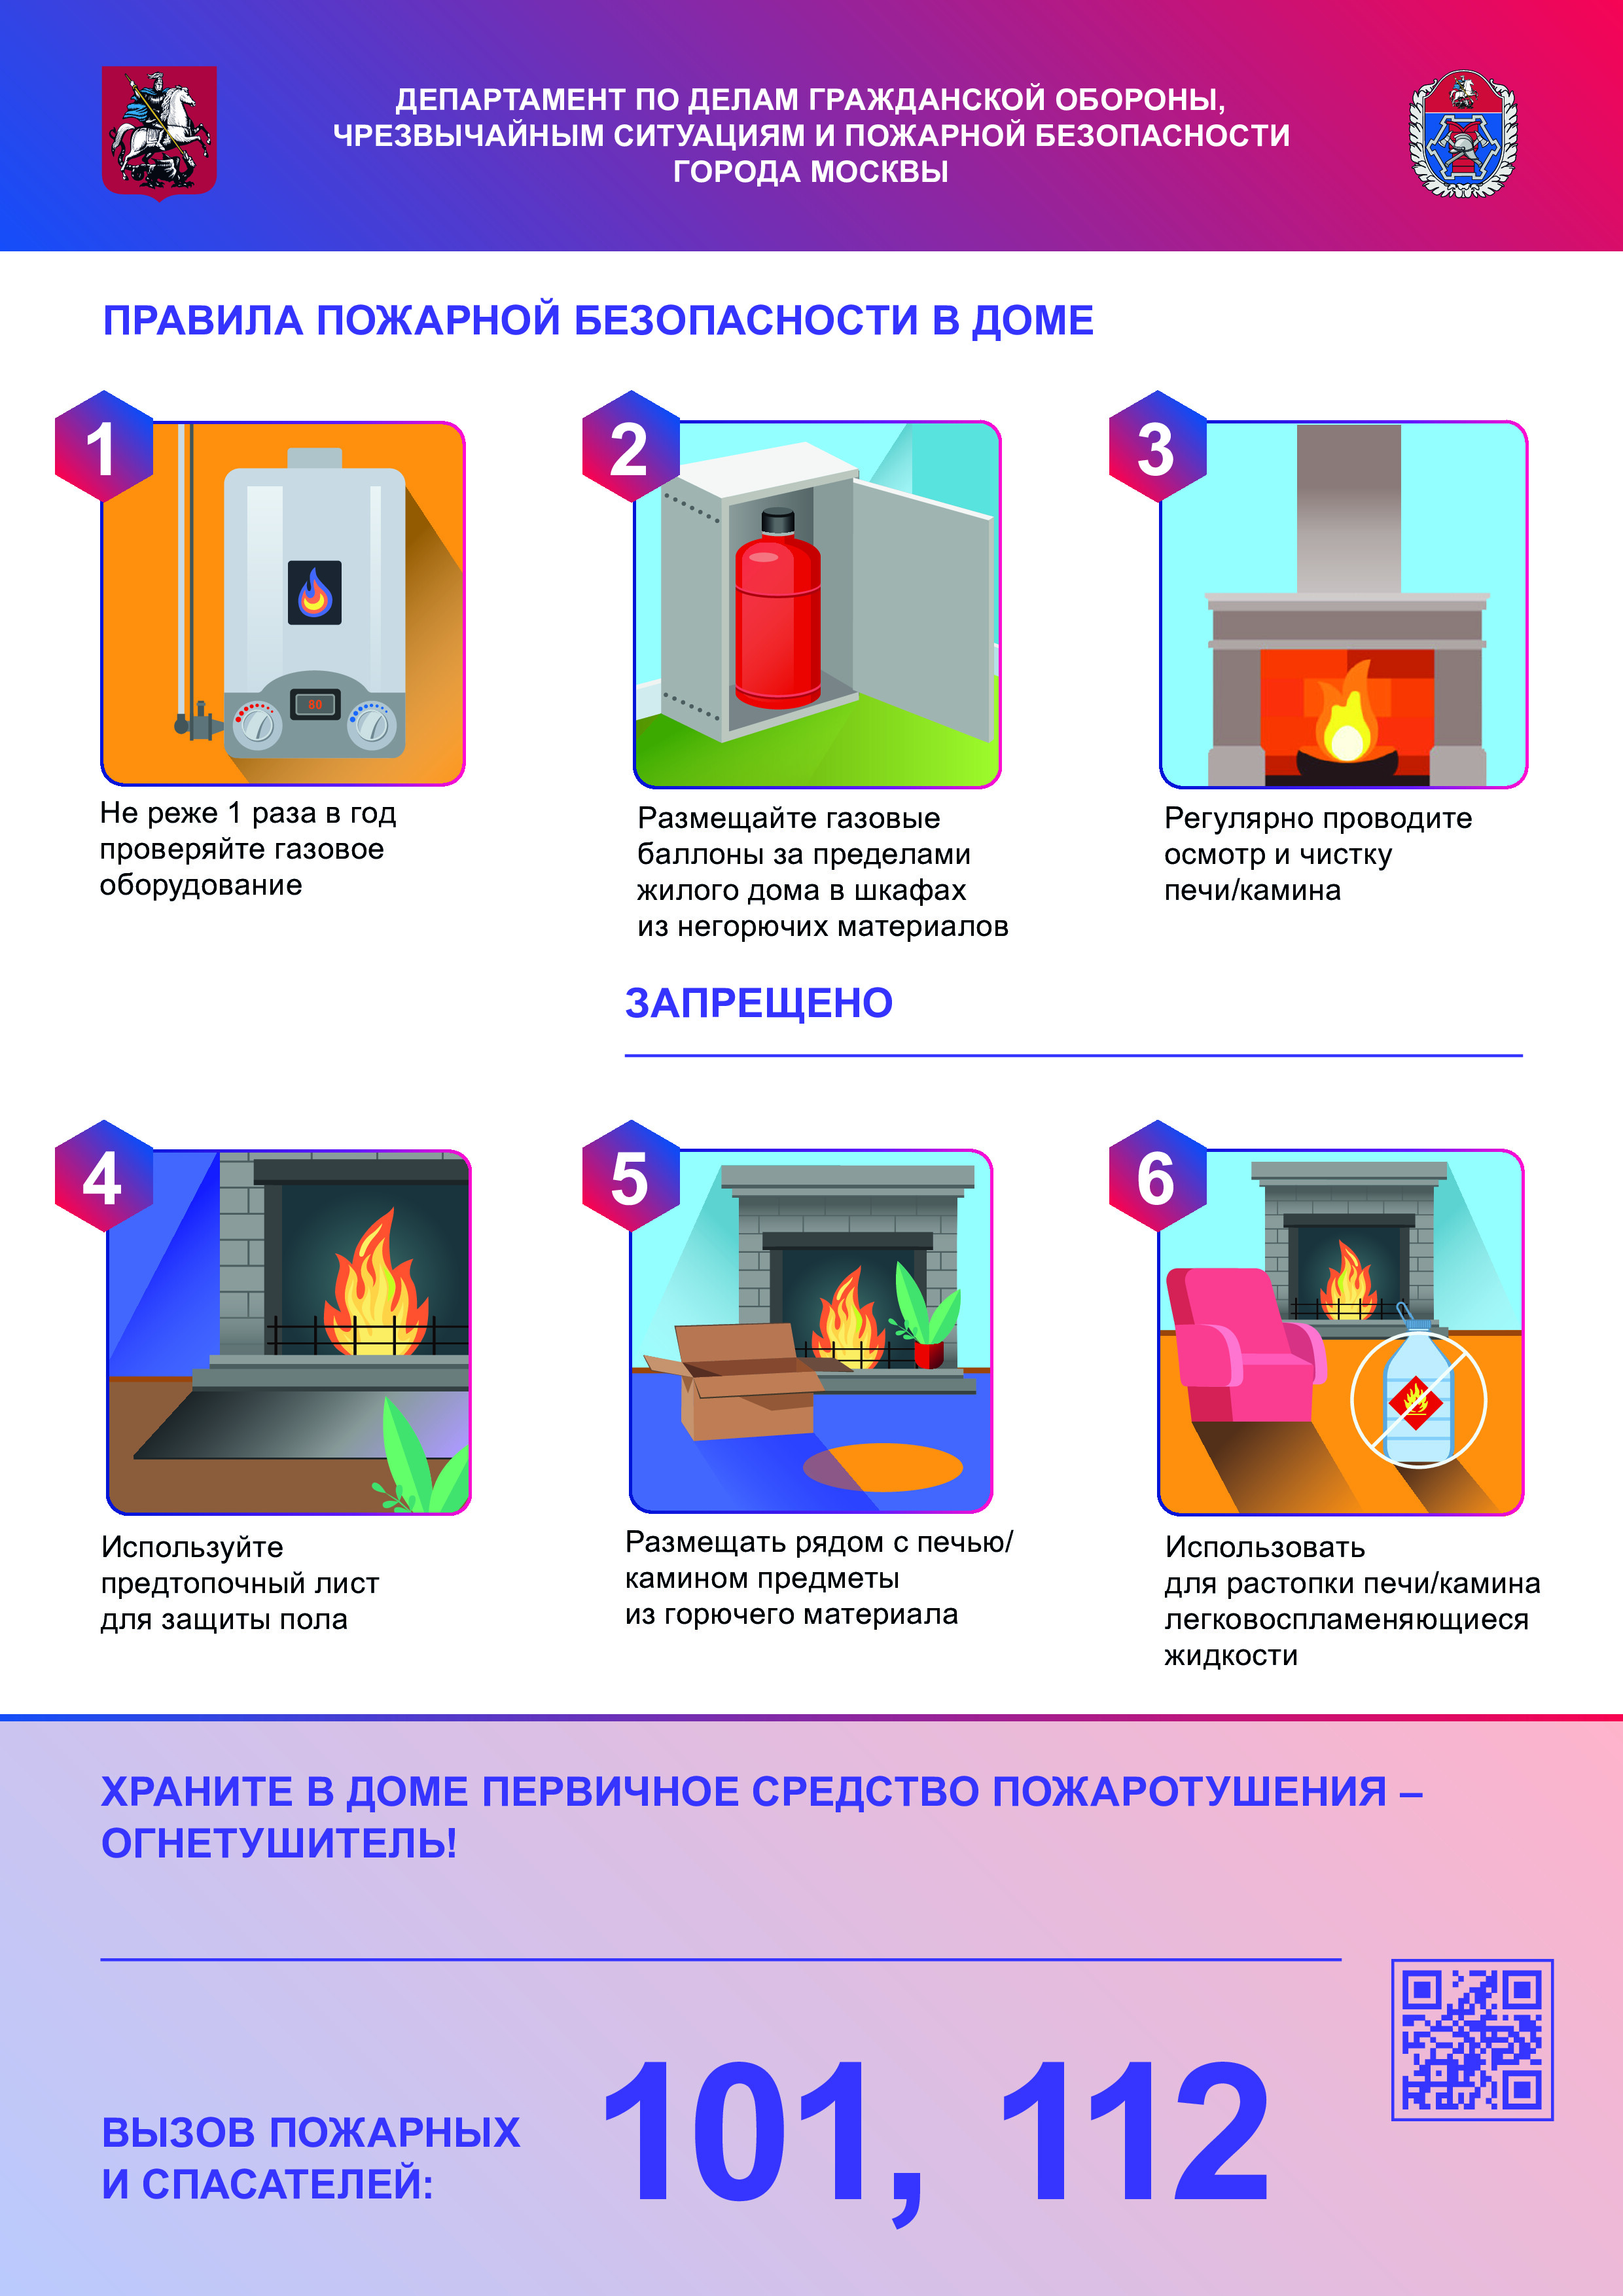 ДЕПАРТАМЕНТ ПО ДЕЛАМ ГРАЖДАНСКОЙ ОБОРОНЫ,
ЧРЕЗВЫЧАЙНЫМ СИТУАЦИЯМ И ПОЖАРНОЙ БЕЗОПАСНОСТИ
ГОРОДА МОСКВЫ
ПРАВИЛА ПОЖАРНОЙ БЕЗОПАСНОСТИ В ДОМЕ
1
80
Не реже 1 раза в год
проверяйте газовое
оборудование
2
Размещайте газовые
баллоны за пределами
жилого дома в шкафах
из негорючих материалов
3
Регулярно проводите
осмотр и чистку
печи/камина
ЗАПРЕЩЕНО
4
Используйте
предтопочный лист
для защиты пола
5
Размещать рядом с печью/
камином предметы
из горючего материала
6
Использовать
для растопки печи/камина
легковоспламеняющиеся
жидкости
ХРАНИТЕ В ДОМЕ ПЕРВИЧНОЕ СРЕДСТВО ПОЖАРОТУШЕНИЯ –
ОГНЕТУШИТЕЛЬ!
ВЫЗОВ ПОЖАРНЫХ
И СПАСАТЕЛЕЙ:
101, 112